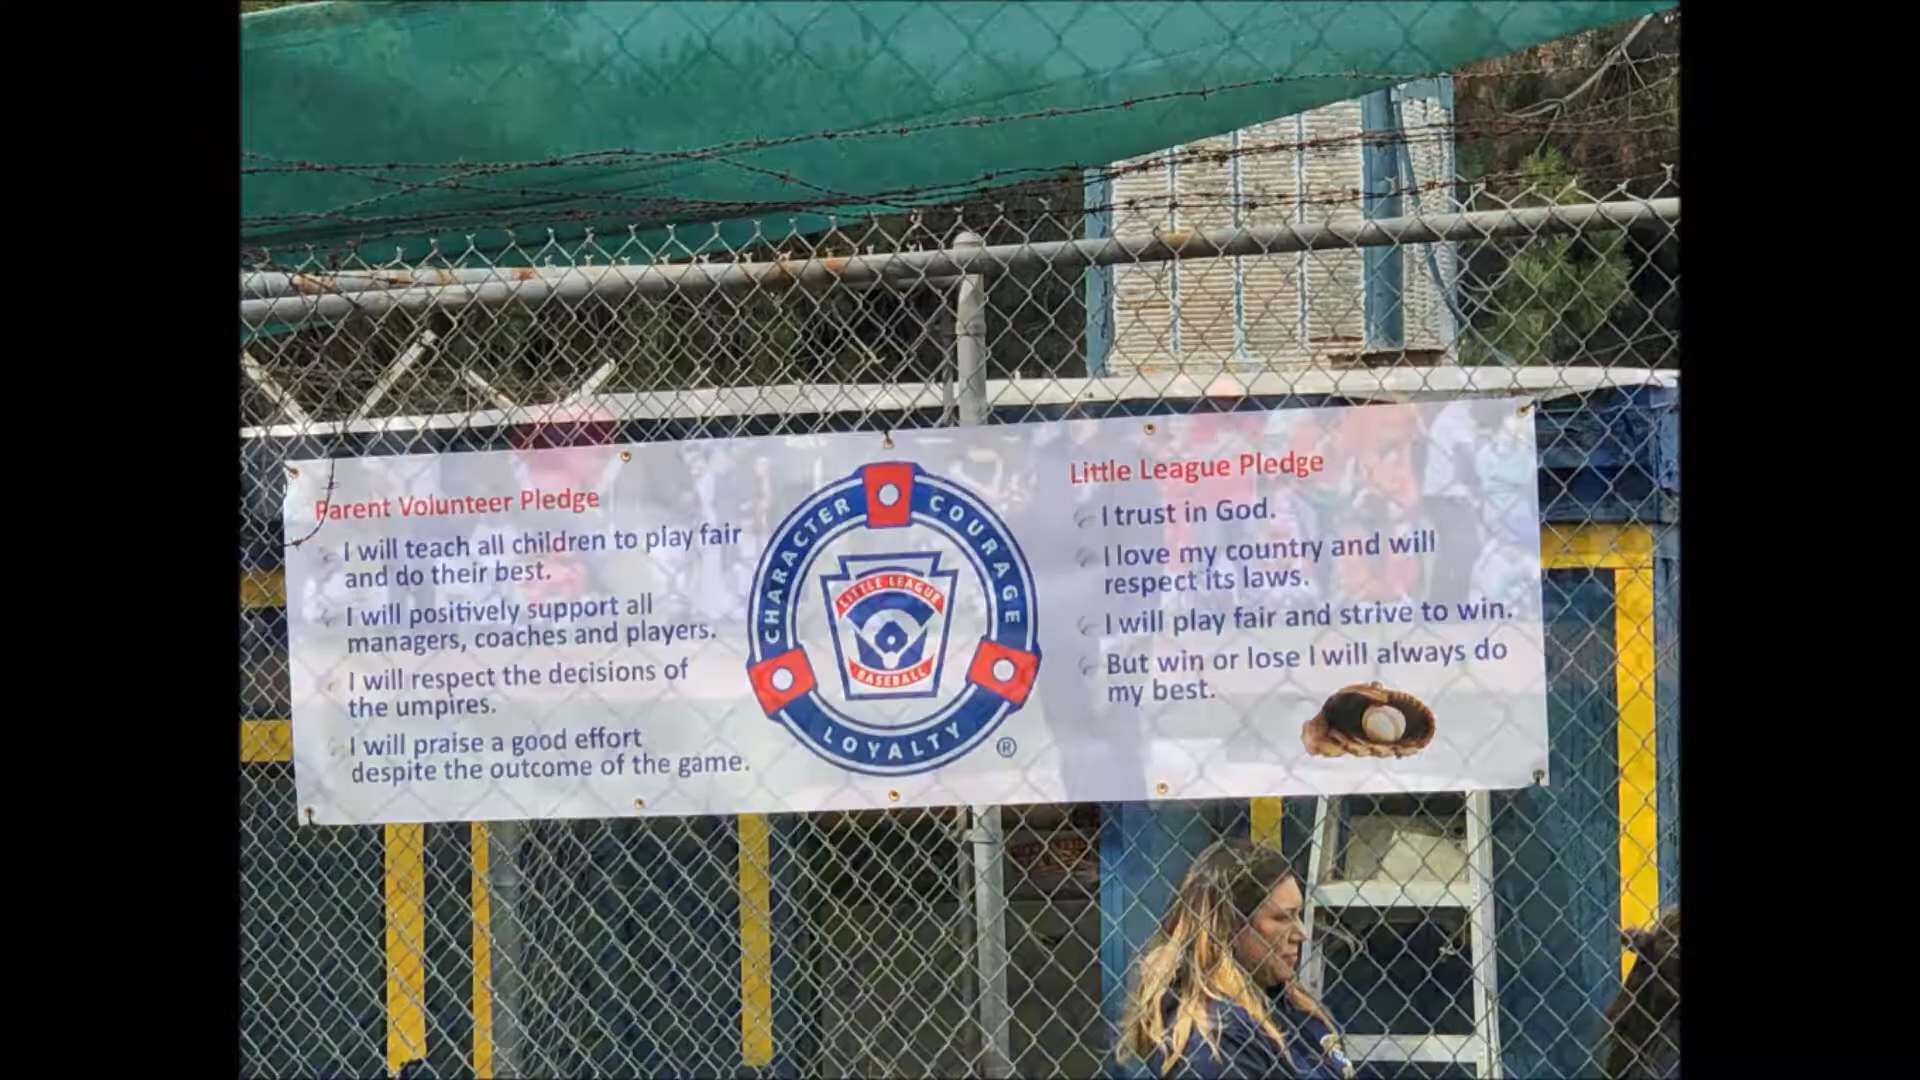 Parent Volunteer Pledge
I will teach all children to play fair
and do their best.
I will positively support all
managers, coaches and players.
I will respect the decisions of
the umpires.
I will praise a good effort
despite the outcome of the game.
CHARACTER
COURAGE
LOYALTY
LITTLE LEAGUE
BASEBALL
®
Little League Pledge
I trust in God.
I love my country and will
respect its laws.
I will play fair and strive to win.
But win or lose I will always do
my best.